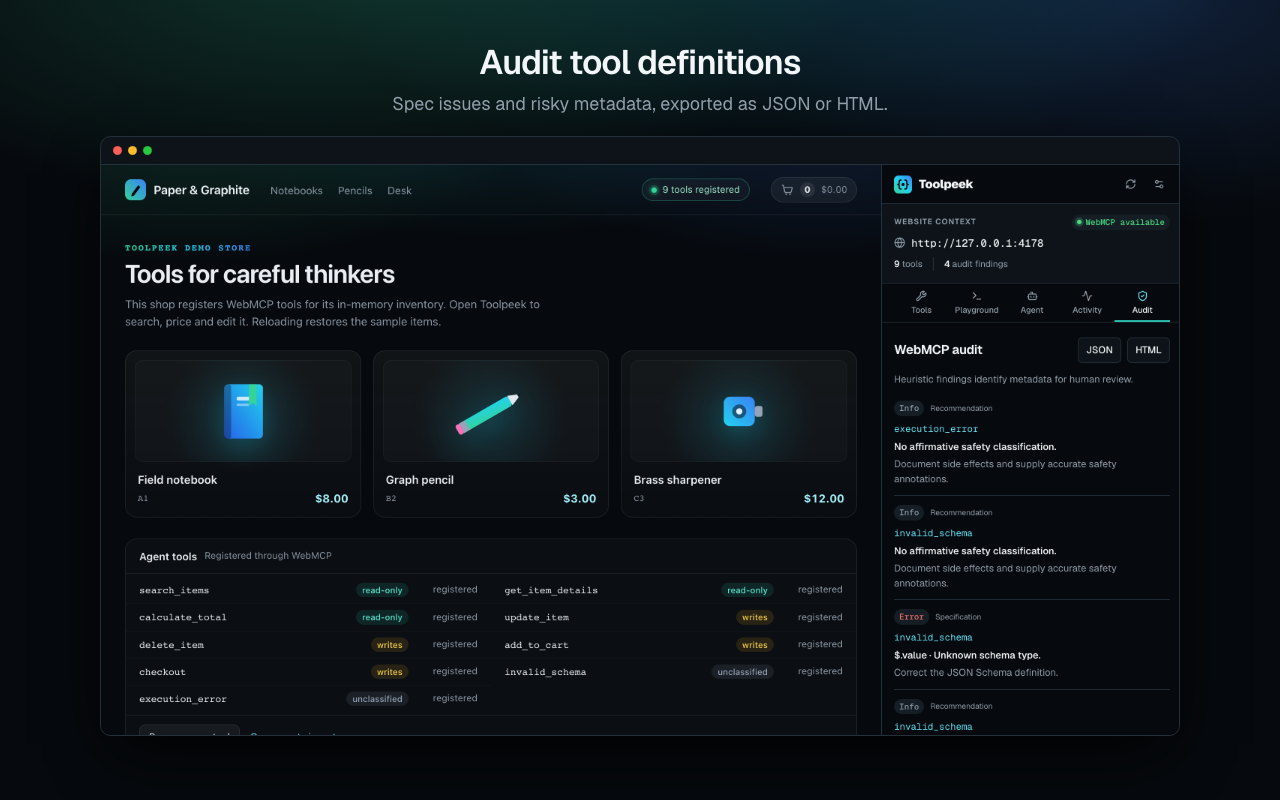 Audit tool definitions
Spec issues and risky metadata, exported as JSON or HTML.
Paper & Graphite
Notebooks
Pencils
Desk
9 tools registered
0
$0.00
TOOLPEEK DEMO STORE
Tools for careful thinkers
This shop registers WebMCP tools for its in-memory inventory. Open Toolpeek to
search, price and edit it. Reloading restores the sample items.
Field notebook
A1
$8.00
Graph pencil
B2
$3.00
Brass sharpener
C3
$12.00
Agent tools Registered through WebMCP
search_items read-only registered
get_item_details read-only registered
calculate_total read-only registered
update_item writes registered
delete_item writes registered
add_to_cart writes registered
checkout writes registered
invalid_schema unclassified registered
execution_error unclassified registered
Toolpeek
WEBSITE CONTEXT
WebMCP available
http://127.0.0.1:4178
9 tools
4 audit findings
Tools
Playground
Agent
Activity
Audit
WebMCP audit
JSON
HTML
Heuristic findings identify metadata for human review.
Info Recommendation
execution_error
No affirmative safety classification.
Document side effects and supply accurate safety
annotations.
Info Recommendation
invalid_schema
No affirmative safety classification.
Document side effects and supply accurate safety
annotations.
Error Specification
invalid_schema
$.value · Unknown schema type.
Correct the JSON Schema definition.
Info Recommendation
invalid_schema